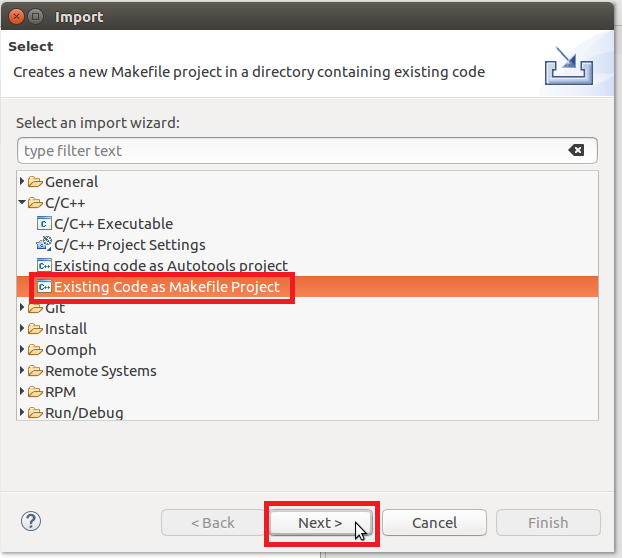 Import
Select
Creates a new Makefile project in a directory containing existing code
Select an import wizard:
type filter text
General
C/C++
C/C++ Executable
C/C++ Project Settings
Existing code as Autotools project
Existing Code as Makefile Project
Git
Install
Oomph
Remote Systems
RPM
Run/Debug
< Back Next > Cancel Finish